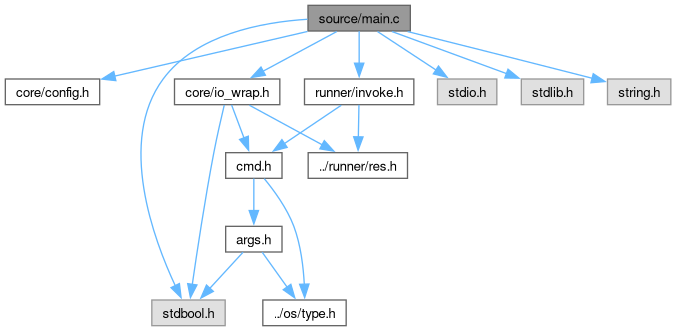 source/main.c
core/config.h
core/io_wrap.h
runner/invoke.h
stdio.h
stdlib.h
string.h
cmd.h
../runner/res.h
args.h
stdbool.h
../os/type.h